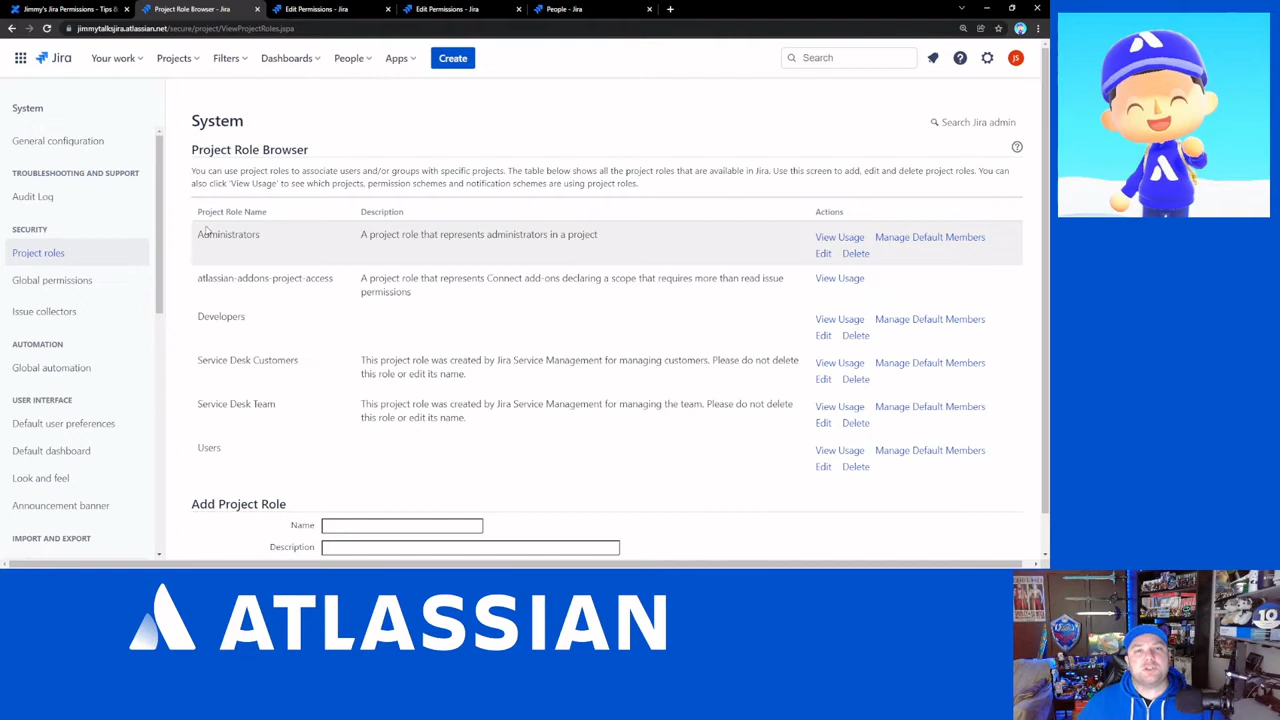 Jimmy's Jira Permissions - Tips &
Project Role Browser - Jira
Edit Permissions - Jira
Edit Permissions - Jira
People - Jira
jimmytalksjira.atlassian.net/secure/project/ViewProjectRoles.jspa
Jira
Your work
Projects
Filters
Dashboards
People
Apps
Create
Search
JS
System
General configuration
TROUBLESHOOTING AND SUPPORT
Audit Log
SECURITY
Project roles
Global permissions
Issue collectors
AUTOMATION
Global automation
USER INTERFACE
Default user preferences
Default dashboard
Look and feel
Announcement banner
IMPORT AND EXPORT
System
Search Jira admin
Project Role Browser
You can use project roles to associate users and/or groups with specific projects. The table below shows all the project roles that are available in Jira. Use this screen to add, edit and delete project roles. You
can also click 'View Usage' to see which projects, permission schemes and notification schemes are using project roles.
Project Role Name Description Actions
Administrators A project role that represents administrators in a project View Usage Manage Default Members
Edit Delete
atlassian-addons-project-access A project role that represents Connect add-ons declaring a scope that requires more than read issue View Usage
permissions
Developers View Usage Manage Default Members
Edit Delete
Service Desk Customers This project role was created by Jira Service Management for managing customers. Please do not delete View Usage Manage Default Members
this role or edit its name. Edit Delete
Service Desk Team This project role was created by Jira Service Management for managing the team. Please do not delete View Usage Manage Default Members
this role or edit its name. Edit Delete
Users View Usage Manage Default Members
Edit Delete
Add Project Role
Name
Description
ATLASSIAN
10